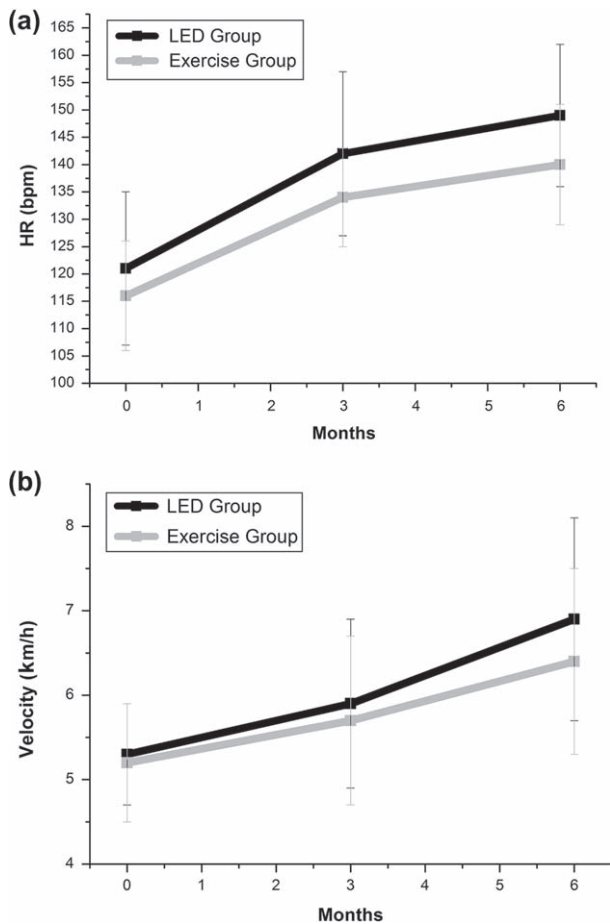 (a)
LED Group
Exercise Group
165
160
155
150
145
140
135
130
125
120
115
110
105
100
HR (bpm)
0 1 2 3 4 5 6
Months
(b)
LED Group
Exercise Group
8
7
6
5
4
Velocity (km/h)
0 1 2 3 4 5 6
Months